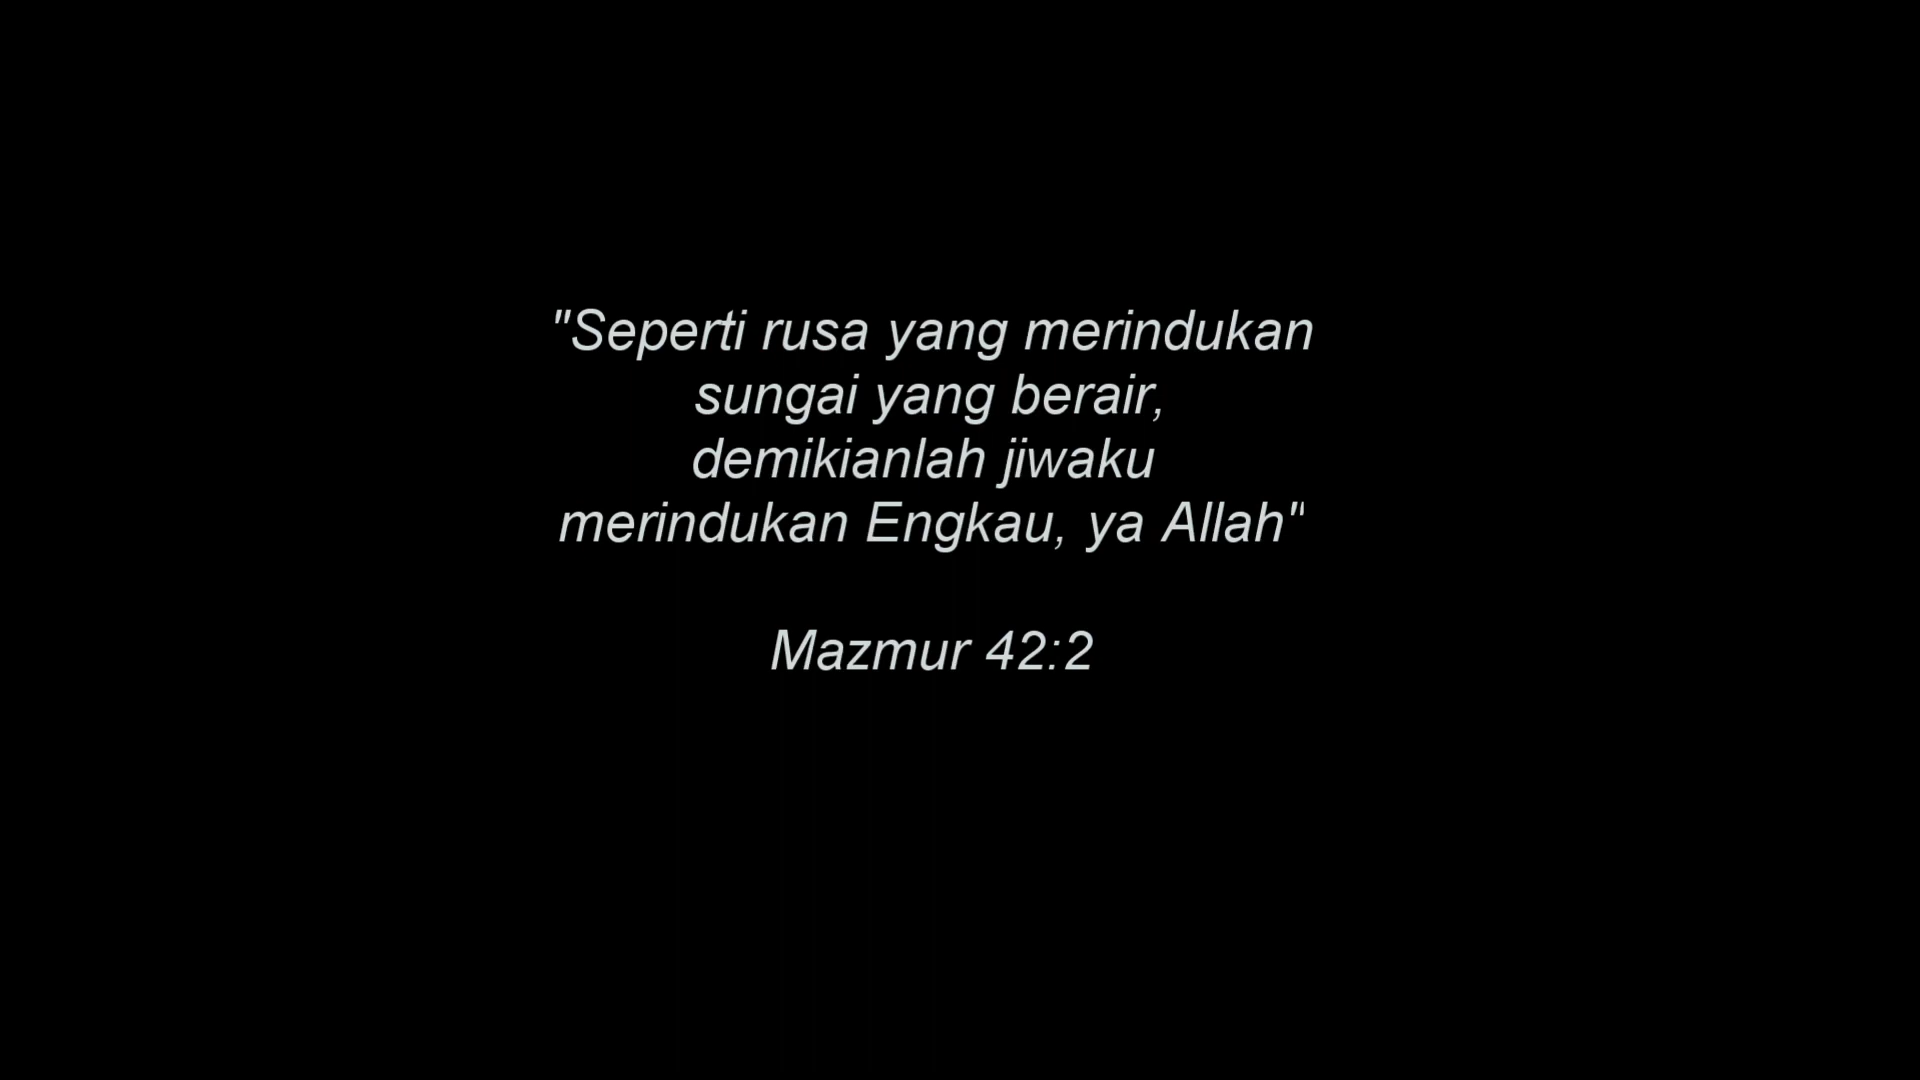 "Seperti rusa yang merindukan
sungai yang berair,
demikianlah jiwaku
merindukan Engkau, ya Allah"
Mazmur 42:2